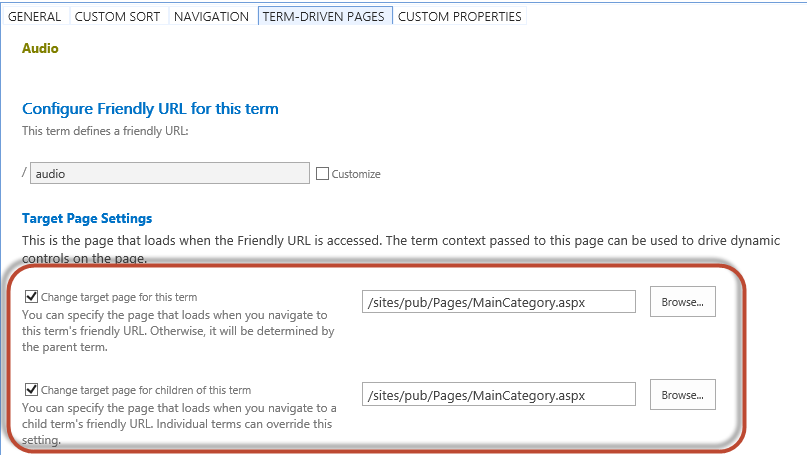 GENERAL CUSTOM SORT NAVIGATION TERM-DRIVEN PAGES CUSTOM PROPERTIES
Audio
Configure Friendly URL for this term
This term defines a friendly URL:
/ audio Customize
Target Page Settings
This is the page that loads when the Friendly URL is accessed. The term context passed to this page can be used to drive dynamic
controls on the page.
Change target page for this term /sites/pub/Pages/MainCategory.aspx Browse...
You can specify the page that loads when you navigate to
this term's friendly URL. Otherwise, it will be determined by
the parent term.
Change target page for children of this term /sites/pub/Pages/MainCategory.aspx Browse...
You can specify the page that loads when you navigate to a
child term's friendly URL. Individual terms can override this
setting.